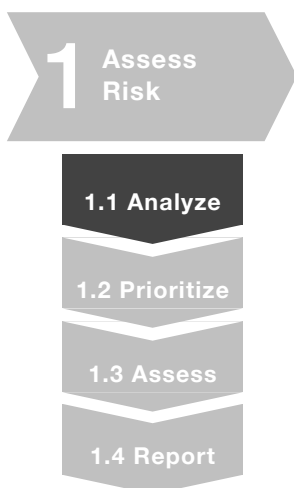 1
Assess
Risk
1.1 Analyze
1.2 Prioritize
1.3 Assess
1.4 Report